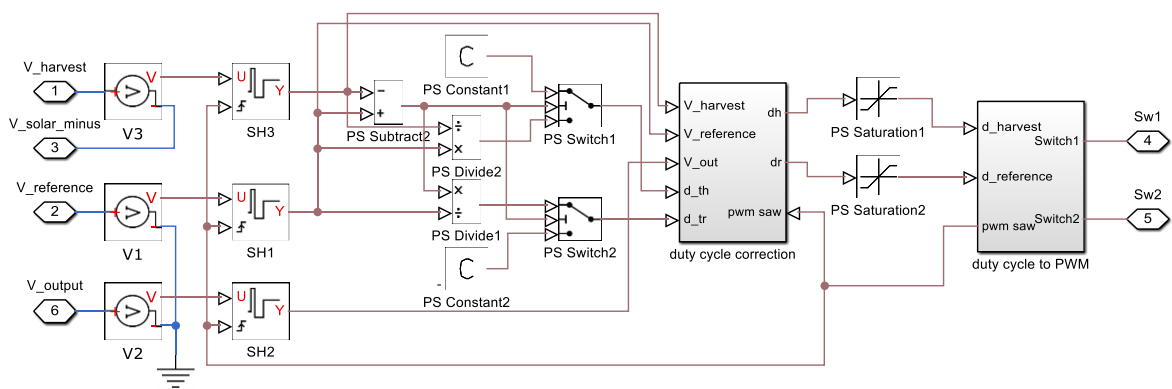 V_harvest
1
V_solar_minus
3
V
V3
U
Y
SH3
V_reference
2
V
V1
U
Y
SH1
V_output
6
V
V2
U
Y
SH2
−
+
PS Subtract2
C
PS Constant1
÷
×
PS Divide2
×
÷
PS Divide1
C
PS Constant2
PS Switch1
PS Switch2
V_harvest
V_reference
V_out
d_th
d_tr
dh
dr
pwm saw
duty cycle correction
PS Saturation1
PS Saturation2
d_harvest
d_reference
pwm saw
Switch1
Switch2
duty cycle to PWM
Sw1
4
Sw2
5